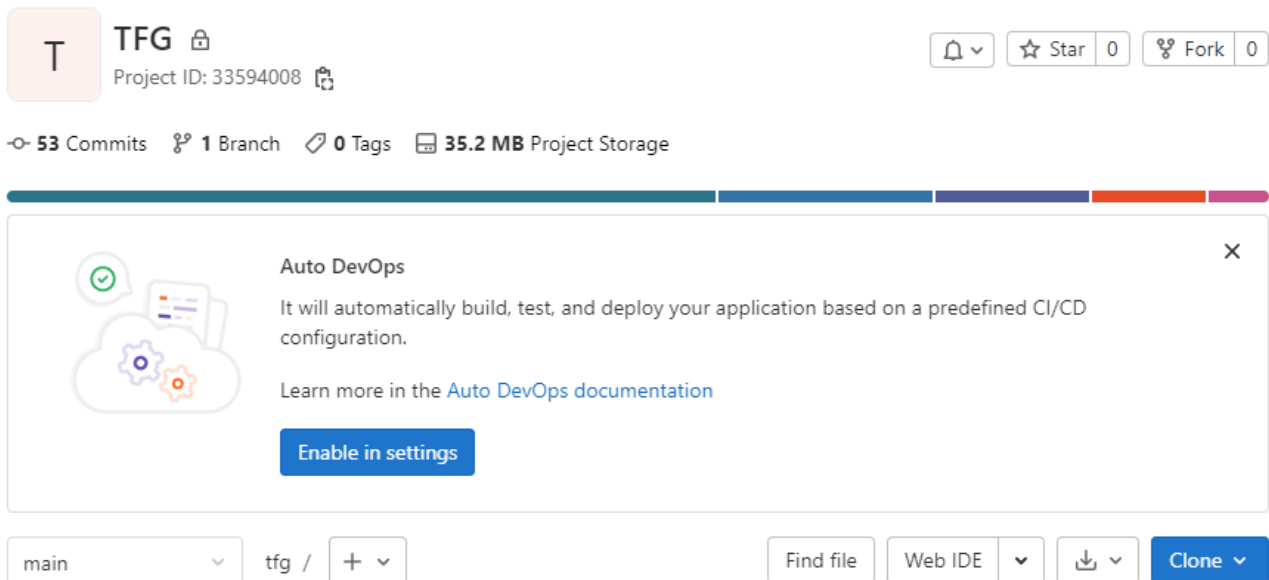 T
TFG
Project ID: 33594008
Star 0
Fork 0
53 Commits 1 Branch 0 Tags 35.2 MB Project Storage
Auto DevOps
It will automatically build, test, and deploy your application based on a predefined CI/CD
configuration.
Learn more in the Auto DevOps documentation
Enable in settings
main tfg / + Find file Web IDE Clone